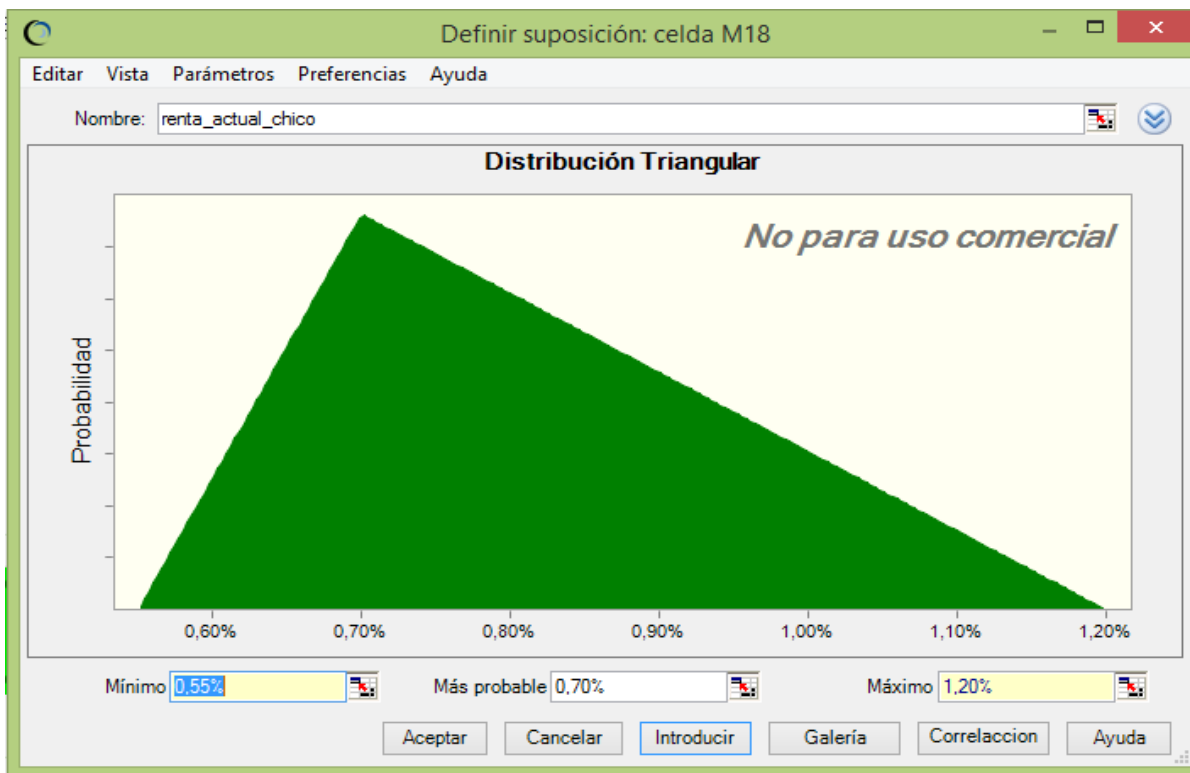 Definir suposición: celda M18
Editar Vista Parámetros Preferencias Ayuda
Nombre: renta_actual_chico
Distribución Triangular
No para uso comercial
Probabilidad
0,60% 0,70% 0,80% 0,90% 1,00% 1,10% 1,20%
Mínimo 0,55% Más probable 0,70% Máximo 1,20%
Aceptar Cancelar Introducir Galería Correlaccion Ayuda